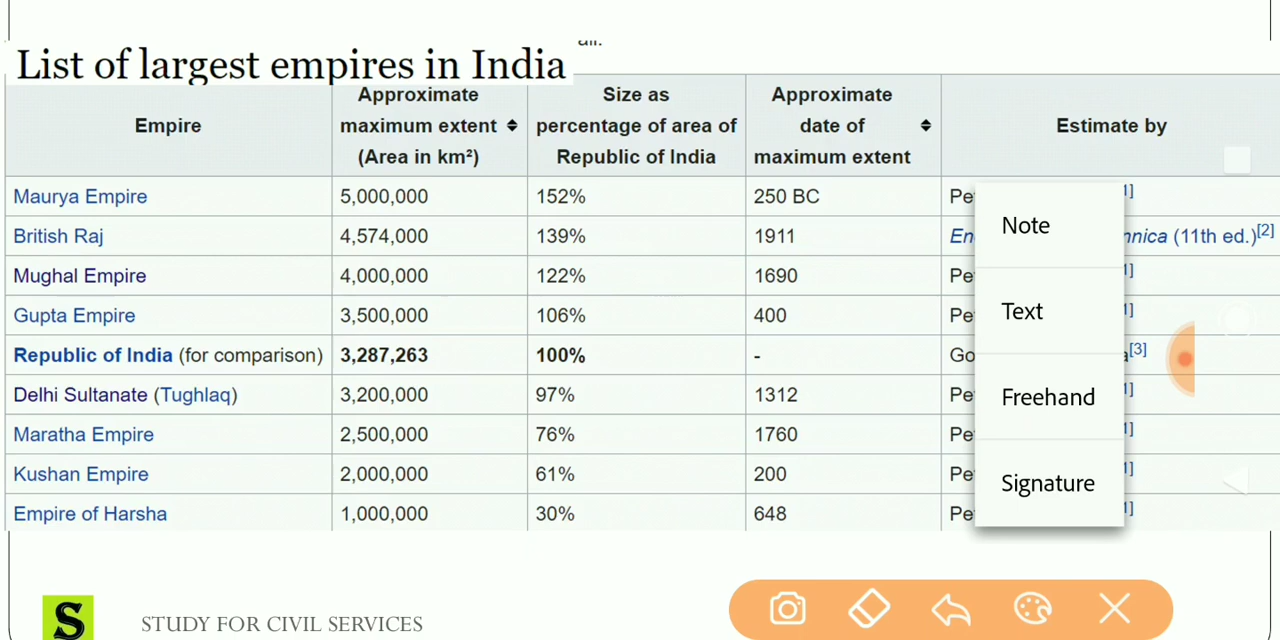 List of largest empires in India
Empire
Approximate maximum extent (Area in km²)
Size as percentage of area of Republic of India
Approximate date of maximum extent
Estimate by
Maurya Empire 5,000,000 152% 250 BC
British Raj 4,574,000 139% 1911 (11th ed.)[2]
Mughal Empire 4,000,000 122% 1690
Gupta Empire 3,500,000 106% 400
Republic of India (for comparison) 3,287,263 100% - [3]
Delhi Sultanate (Tughlaq) 3,200,000 97% 1312
Maratha Empire 2,500,000 76% 1760
Kushan Empire 2,000,000 61% 200
Empire of Harsha 1,000,000 30% 648
Note
Text
Freehand
Signature
S
STUDY FOR CIVIL SERVICES